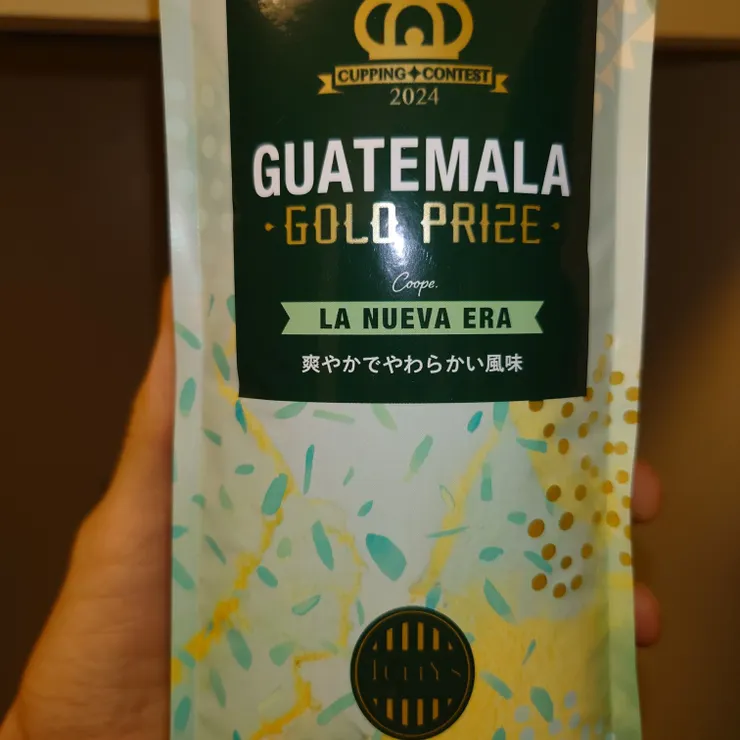 CUPPING✦CONTEST
2024
GUATEMALA
・GOLD PRIZE・
Coope.
LA NUEVA ERA
爽やかでやわらかい風味
TULLY'S